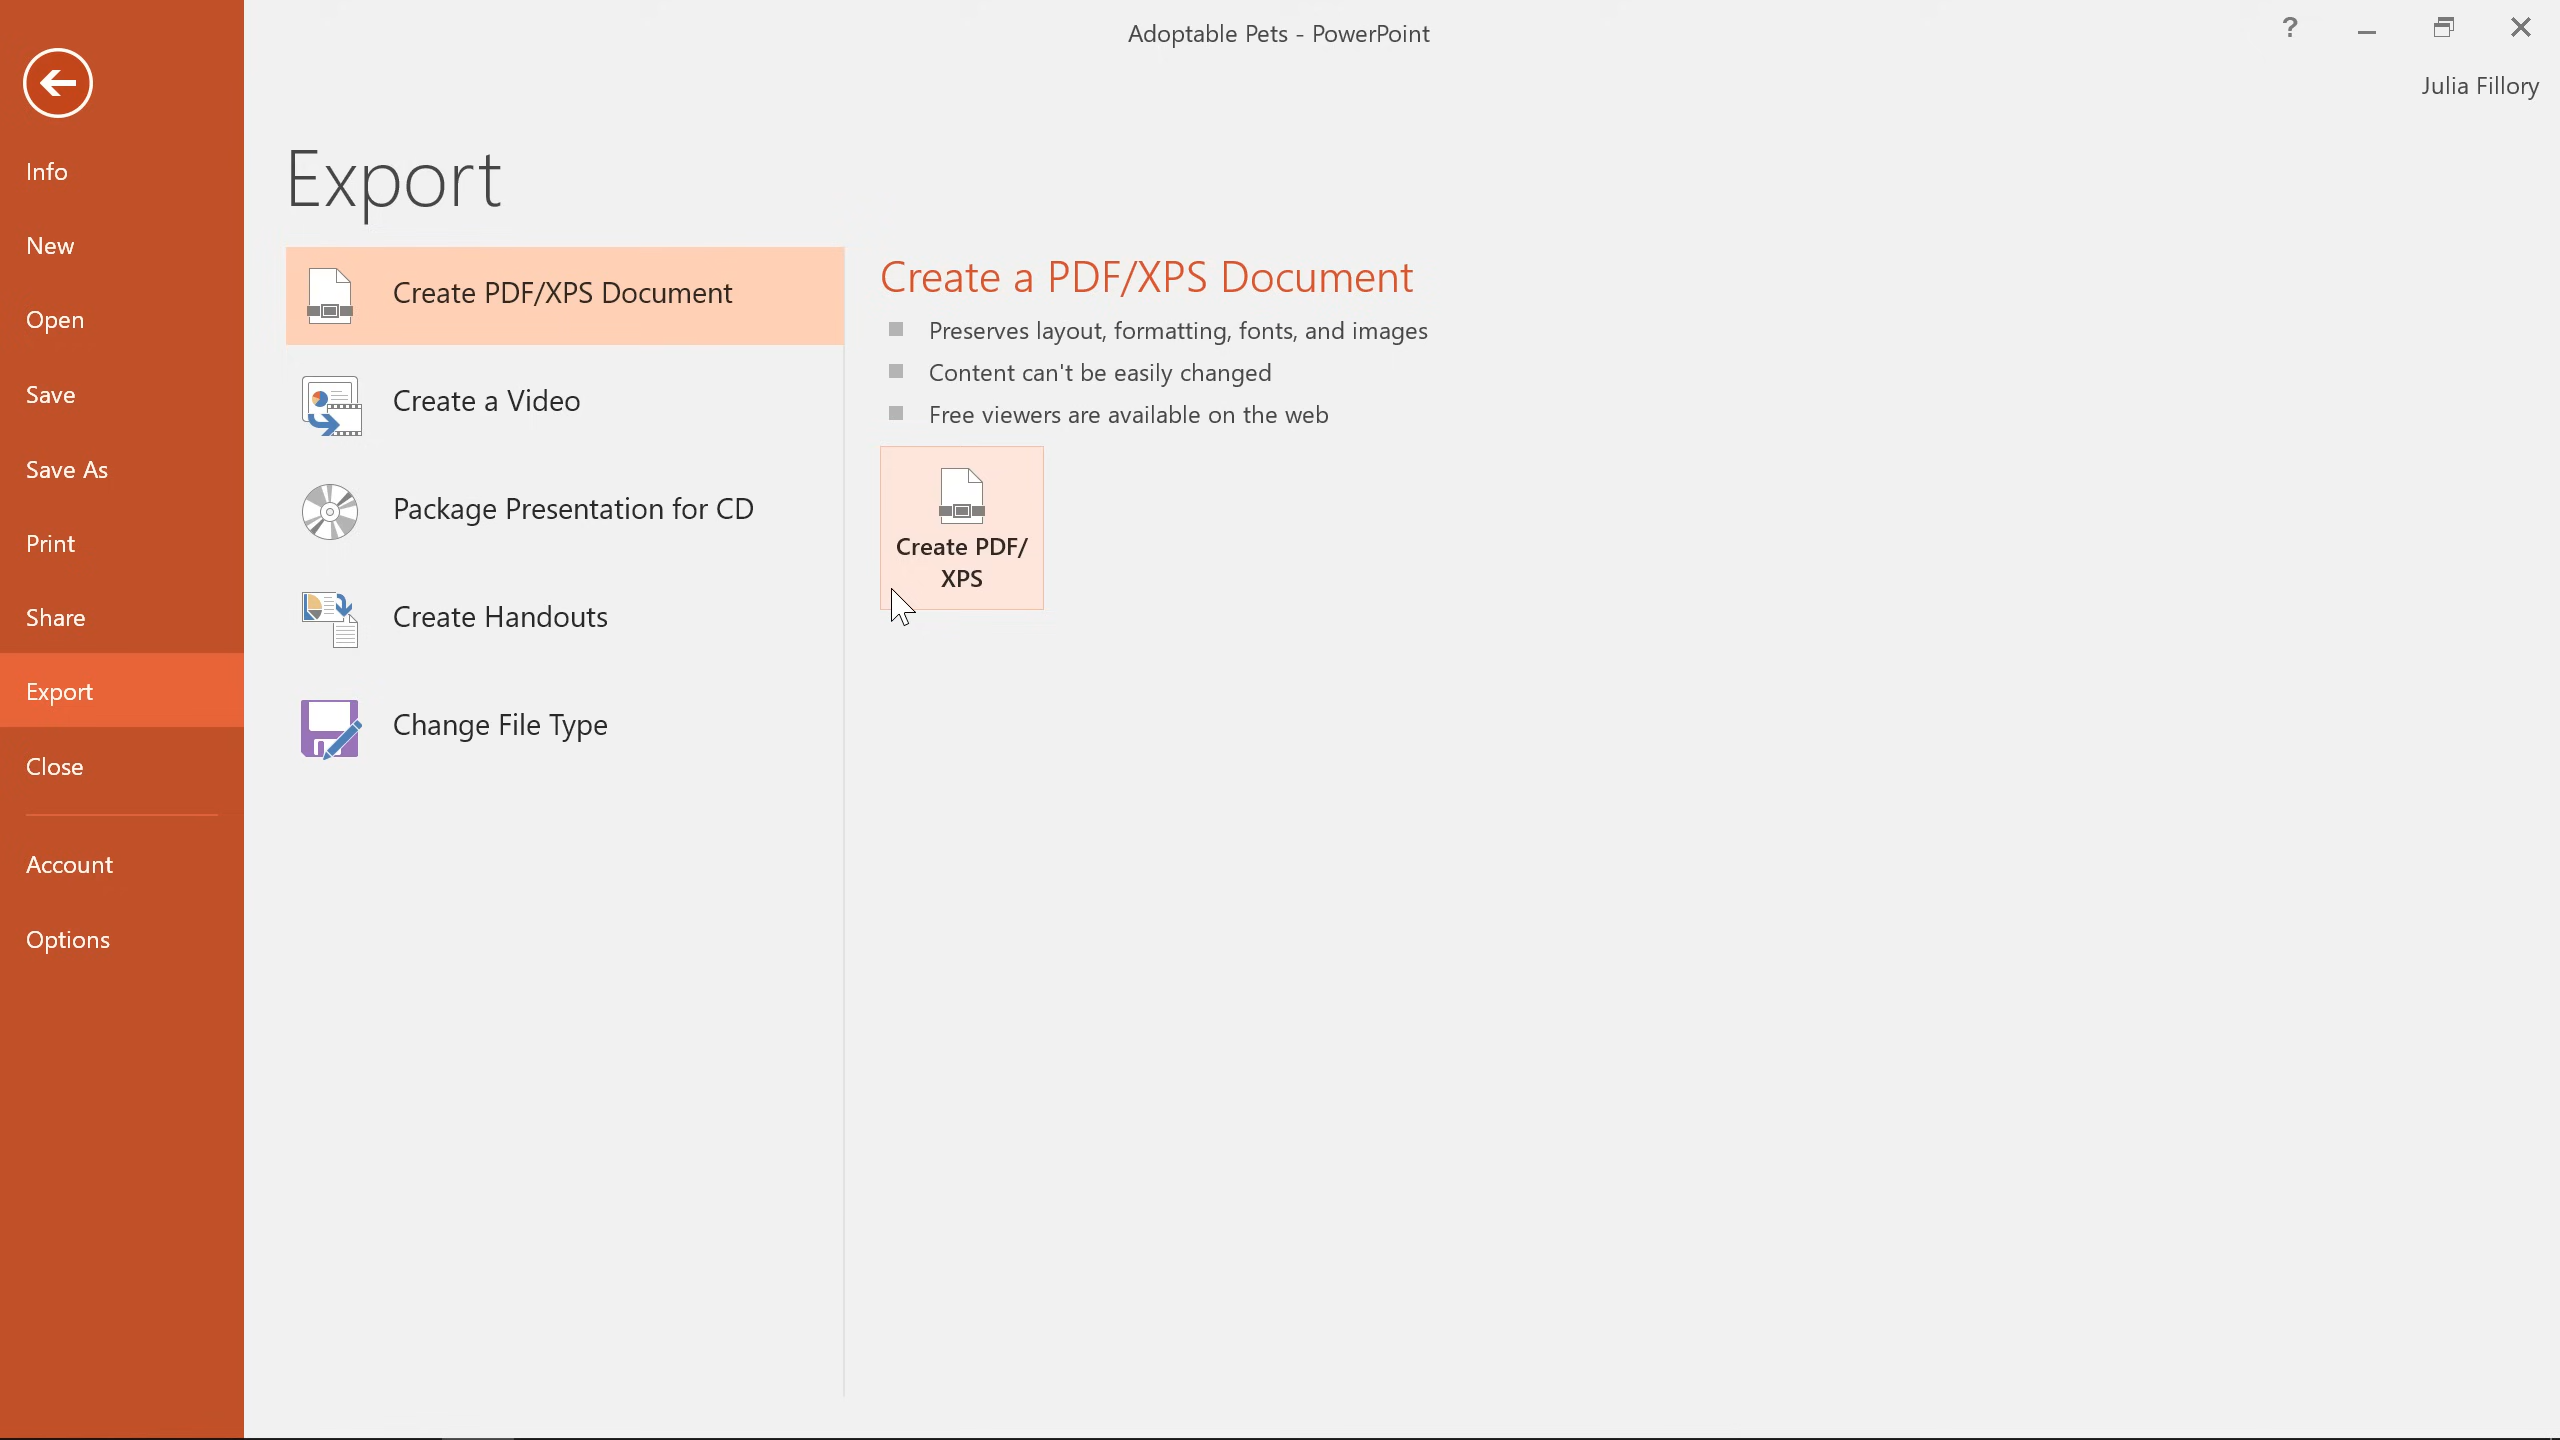 Adoptable Pets - PowerPoint
?
Julia Fillory
Info
New
Open
Save
Save As
Print
Share
Export
Close
Account
Options
Export
Create PDF/XPS Document
Create a Video
Package Presentation for CD
Create Handouts
Change File Type
Create a PDF/XPS Document
Preserves layout, formatting, fonts, and images
Content can't be easily changed
Free viewers are available on the web
Create PDF/
XPS